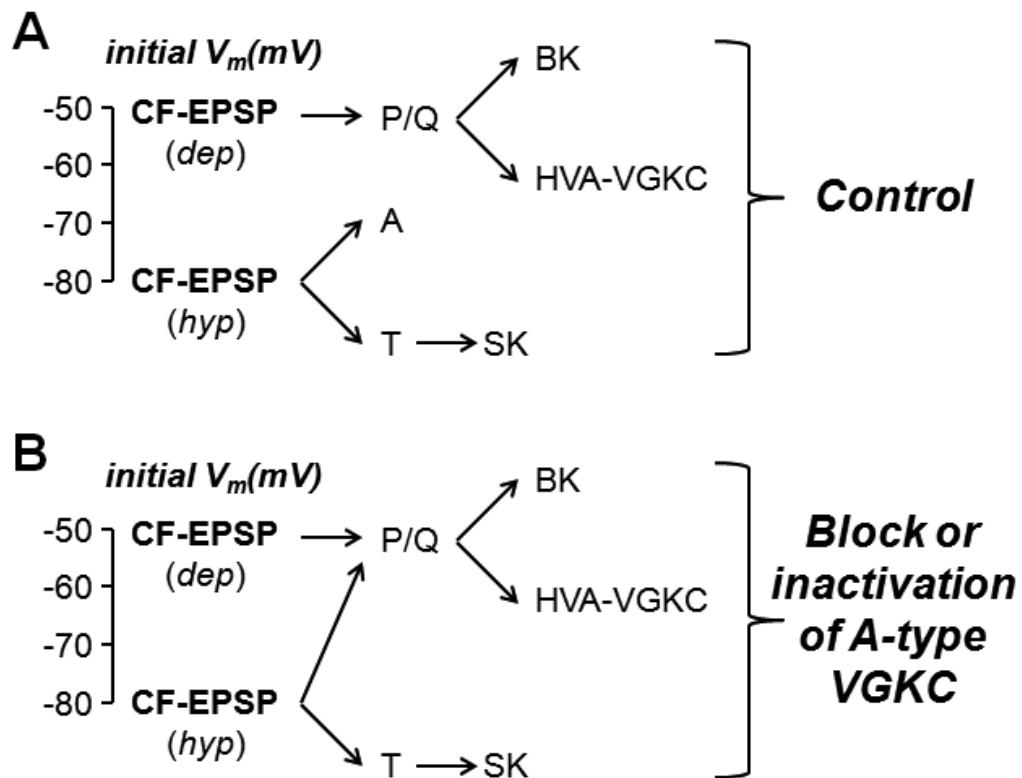 A
initial Vm(mV)
-50 CF-EPSP P/Q BK
(dep)
-60 HVA-VGKC
-70 A
-80 CF-EPSP
(hyp)
T SK
Control
B
initial Vm(mV)
-50 CF-EPSP P/Q BK
(dep)
-60 HVA-VGKC
-70
-80 CF-EPSP
(hyp)
T SK
Block or
inactivation
of A-type
VGKC